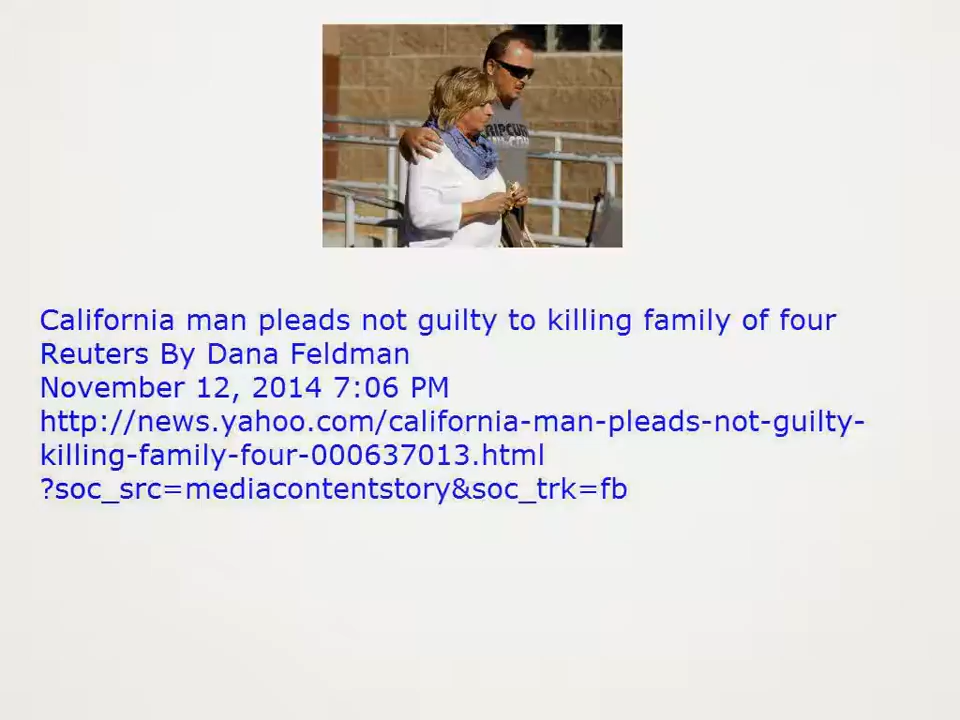 RIPCURL
California man pleads not guilty to killing family of four
Reuters By Dana Feldman
November 12, 2014 7:06 PM
http://news.yahoo.com/california-man-pleads-not-guilty-
killing-family-four-000637013.html
?soc_src=mediacontentstory&soc_trk=fb